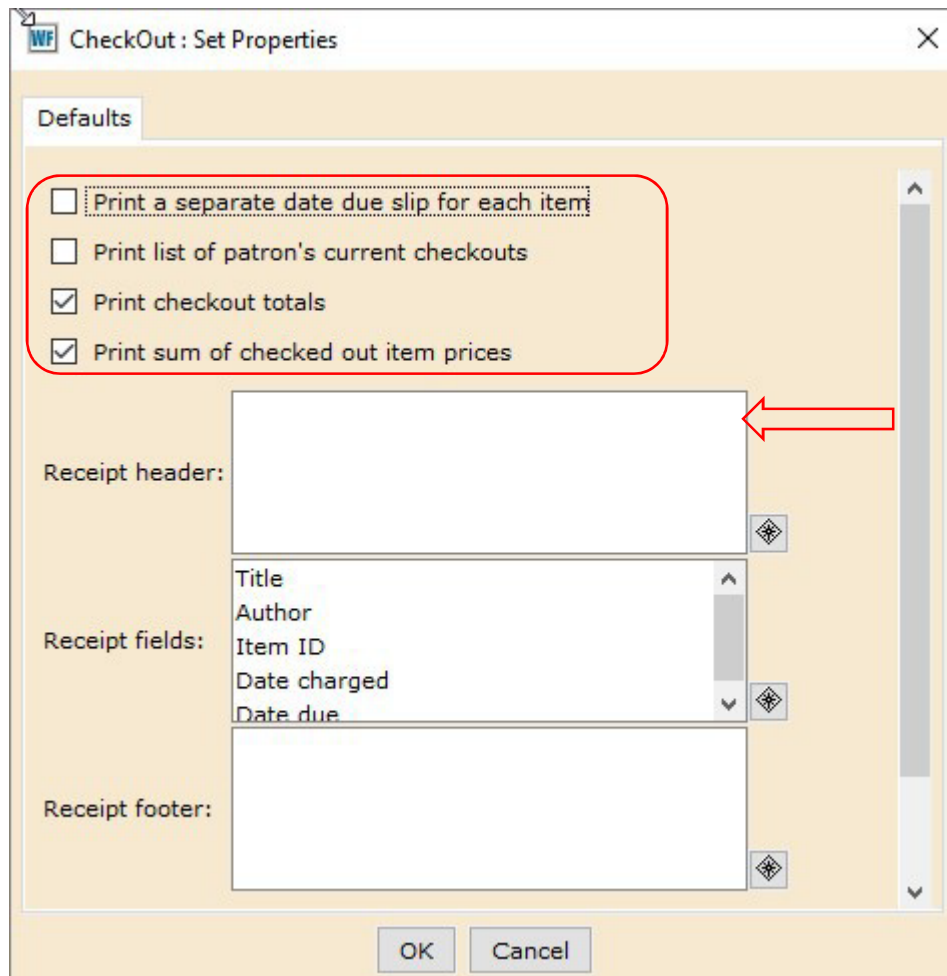 WF CheckOut : Set Properties
Defaults
Print a separate date due slip for each item
Print list of patron's current checkouts
Print checkout totals
Print sum of checked out item prices
Receipt header:
Title
Author
Receipt fields: Item ID
Date charged
Date due
Receipt footer:
OK Cancel